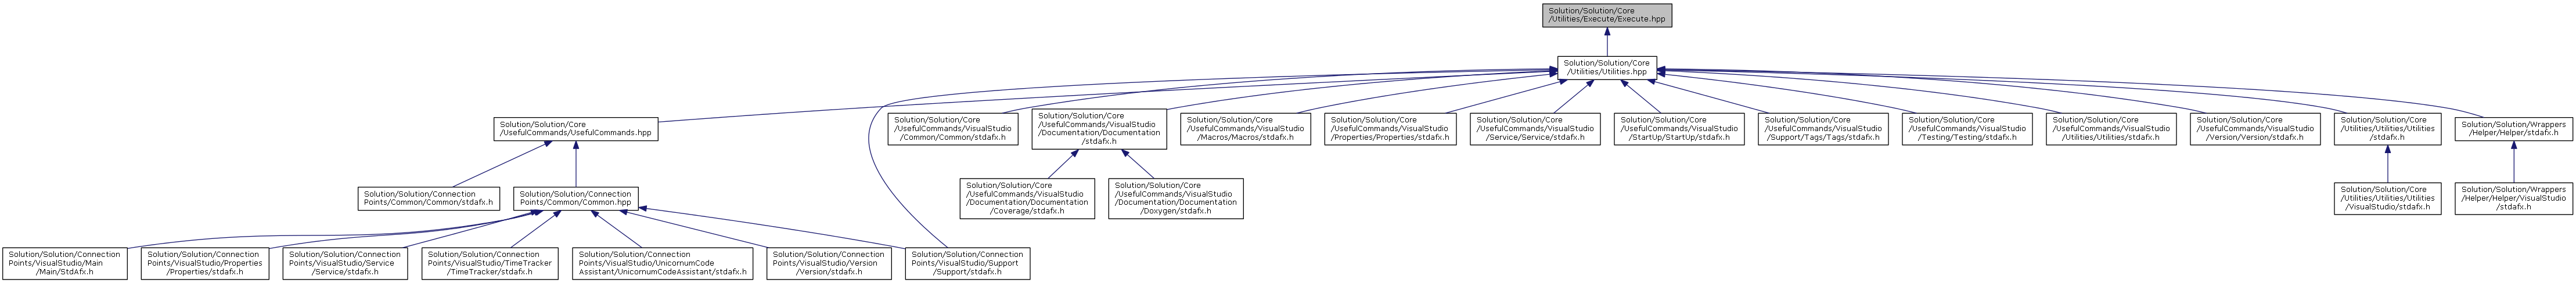 Solution/Solution/Core
/Utilities/Execute/Execute.hpp
Solution/Solution/Core
/Utilities/Utilities.hpp
Solution/Solution/Core
/UsefulCommands/UsefulCommands.hpp
Solution/Solution/Core
/UsefulCommands/VisualStudio
/Common/Common/stdafx.h
Solution/Solution/Core
/UsefulCommands/VisualStudio
/Documentation/Documentation
/stdafx.h
Solution/Solution/Core
/UsefulCommands/VisualStudio
/Macros/Macros/stdafx.h
Solution/Solution/Core
/UsefulCommands/VisualStudio
/Properties/Properties/stdafx.h
Solution/Solution/Core
/UsefulCommands/VisualStudio
/Service/Service/stdafx.h
Solution/Solution/Core
/UsefulCommands/VisualStudio
/StartUp/StartUp/stdafx.h
Solution/Solution/Core
/UsefulCommands/VisualStudio
/Support/Tags/Tags/stdafx.h
Solution/Solution/Core
/UsefulCommands/VisualStudio
/Testing/Testing/stdafx.h
Solution/Solution/Core
/UsefulCommands/VisualStudio
/Utilities/Utilities/stdafx.h
Solution/Solution/Core
/UsefulCommands/VisualStudio
/Version/Version/stdafx.h
Solution/Solution/Core
/Utilities/Utilities/Utilities
/stdafx.h
Solution/Solution/Wrappers
/Helper/Helper/stdafx.h
Solution/Solution/Connection
Points/Common/Common/stdafx.h
Solution/Solution/Connection
Points/Common/Common.hpp
Solution/Solution/Core
/UsefulCommands/VisualStudio
/Documentation/Documentation
/Coverage/stdafx.h
Solution/Solution/Core
/UsefulCommands/VisualStudio
/Documentation/Documentation
/Doxygen/stdafx.h
Solution/Solution/Core
/Utilities/Utilities/Utilities
/VisualStudio/stdafx.h
Solution/Solution/Wrappers
/Helper/Helper/VisualStudio
/stdafx.h
Solution/Solution/Connection
Points/VisualStudio/Main
/Main/StdAfx.h
Solution/Solution/Connection
Points/VisualStudio/Properties
/Properties/stdafx.h
Solution/Solution/Connection
Points/VisualStudio/Service
/Service/stdafx.h
Solution/Solution/Connection
Points/VisualStudio/TimeTracker
/TimeTracker/stdafx.h
Solution/Solution/Connection
Points/VisualStudio/UnicornumCode
Assistant/UnicornumCodeAssistant/stdafx.h
Solution/Solution/Connection
Points/VisualStudio/Version
/Version/stdafx.h
Solution/Solution/Connection
Points/VisualStudio/Support
/Support/stdafx.h